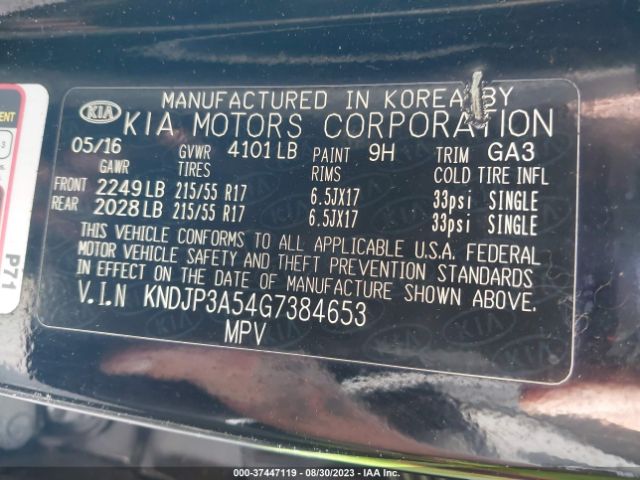 MANUFACTURED IN KOREA BY
KIA KIA MOTORS CORPORATION
05/16 GVWR 4101 LB PAINT 9H TRIM GA3
GAWR TIRES RIMS COLD TIRE INFL
FRONT 2249 LB 215/55 R17 6.5JX17 33psi SINGLE
REAR 2028 LB 215/55 R17 6.5JX17 33psi SINGLE
THIS VEHICLE CONFORMS TO ALL APPLICABLE U.S.A. FEDERAL
MOTOR VEHICLE SAFETY AND THEFT PREVENTION STANDARDS
IN EFFECT ON THE DATE OF MANUFACTURE SHOWN ABOVE.
V.I.N KNDJP3A54G7384653
MPV
P71
000-37447119 - 08/30/2023 - IAA Inc.